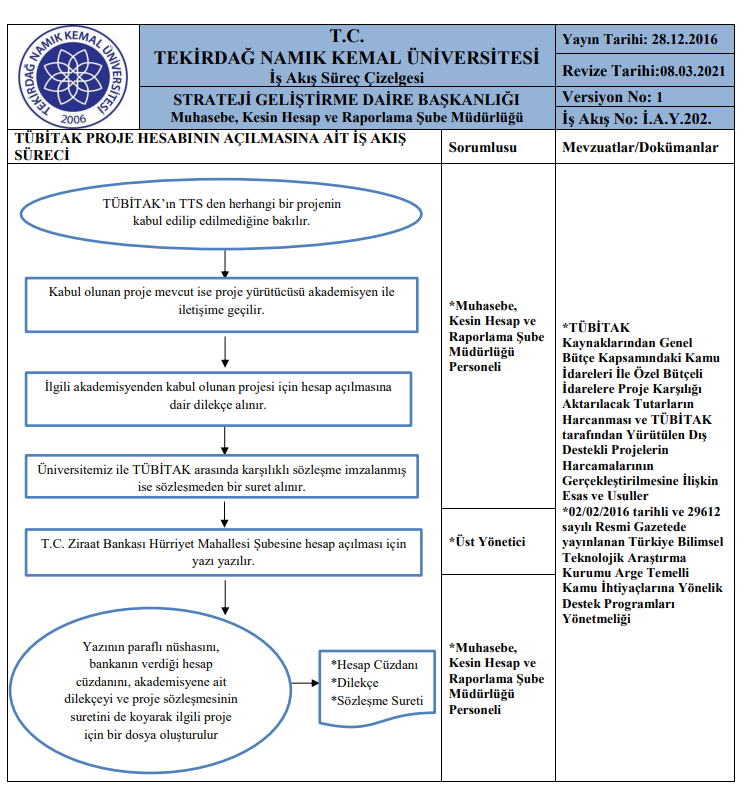 TEKİRDAĞ NAMIK KEMAL ÜNİVERSİTESİ
2006
T.C.
TEKİRDAĞ NAMIK KEMAL ÜNİVERSİTESİ
İş Akış Süreç Çizelgesi
STRATEJİ GELİŞTİRME DAİRE BAŞKANLIĞI
Muhasebe, Kesin Hesap ve Raporlama Şube Müdürlüğü
Yayın Tarihi: 28.12.2016
Revize Tarihi:08.03.2021
Versiyon No: 1
İş Akış No: İ.A.Y.202.
TÜBİTAK PROJE HESABININ AÇILMASINA AİT İŞ AKIŞ
SÜRECİ
Sorumlusu
Mevzuatlar/Dokümanlar
TÜBİTAK’ın TTS den herhangi bir projenin
kabul edilip edilmediğine bakılır.
Kabul olunan proje mevcut ise proje yürütücüsü akademisyen ile
iletişime geçilir.
İlgili akademisyenden kabul olunan projesi için hesap açılmasına
dair dilekçe alınır.
Üniversitemiz ile TÜBİTAK arasında karşılıklı sözleşme imzalanmış
ise sözleşmeden bir suret alınır.
T.C. Ziraat Bankası Hürriyet Mahallesi Şubesine hesap açılması için
yazı yazılır.
Yazının paraflı nüshasını,
bankanın verdiği hesap
cüzdanını, akademisyene ait
dilekçeyi ve proje sözleşmesinin
suretini de koyarak ilgili proje
için bir dosya oluşturulur
*Hesap Cüzdanı
*Dilekçe
*Sözleşme Sureti
*Muhasebe,
Kesin Hesap ve
Raporlama Şube
Müdürlüğü
Personeli
*Üst Yönetici
*Muhasebe,
Kesin Hesap ve
Raporlama Şube
Müdürlüğü
Personeli
*TÜBİTAK
Kaynaklarından Genel
Bütçe Kapsamındaki Kamu
İdareleri İle Özel Bütçeli
İdarelere Proje Karşılığı
Aktarılacak Tutarların
Harcanması ve TÜBİTAK
tarafından Yürütülen Dış
Destekli Projelerin
Harcamalarının
Gerçekleştirilmesine İlişkin
Esas ve Usuller
*02/02/2016 tarihli ve 29612
sayılı Resmi Gazetede
yayınlanan Türkiye Bilimsel
Teknolojik Araştırma
Kurumu Arge Temelli
Kamu İhtiyaçlarına Yönelik
Destek Programları
Yönetmeliği